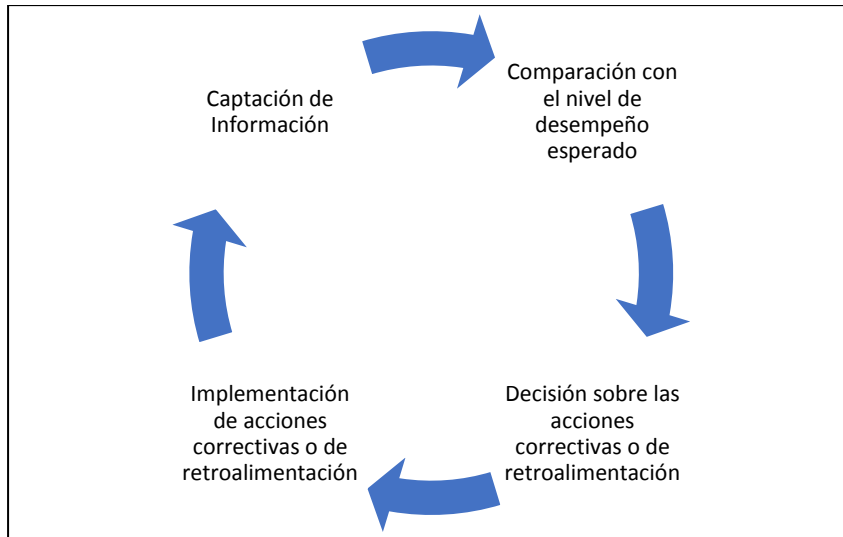 Captación de
Información
Comparación con
el nivel de
desempeño
esperado
Decisión sobre las
acciones
correctivas o de
retroalimentación
Implementación
de acciones
correctivas o de
retroalimentación